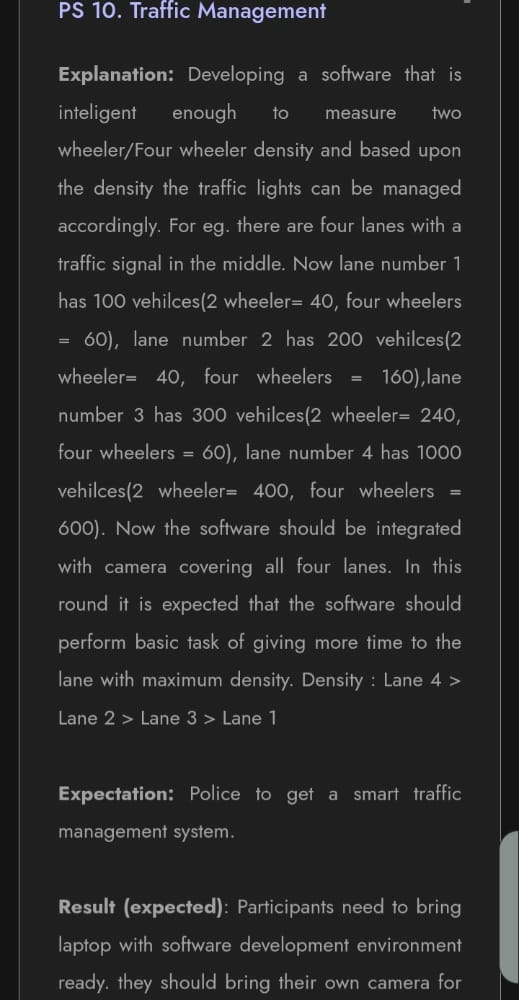 PS 10. Traffic Management
Explanation: Developing a software that is
inteligent enough to measure two
wheeler/Four wheeler density and based upon
the density the traffic lights can be managed
accordingly. For eg. there are four lanes with a
traffic signal in the middle. Now lane number 1
has 100 vehilces(2 wheeler= 40, four wheelers
= 60), lane number 2 has 200 vehilces(2
wheeler= 40, four wheelers = 160),lane
number 3 has 300 vehilces(2 wheeler= 240,
four wheelers = 60), lane number 4 has 1000
vehilces(2 wheeler= 400, four wheelers =
600). Now the software should be integrated
with camera covering all four lanes. In this
round it is expected that the software should
perform basic task of giving more time to the
lane with maximum density. Density : Lane 4 >
Lane 2 > Lane 3 > Lane 1
Expectation: Police to get a smart traffic
management system.
Result (expected): Participants need to bring
laptop with software development environment
ready. they should bring their own camera for